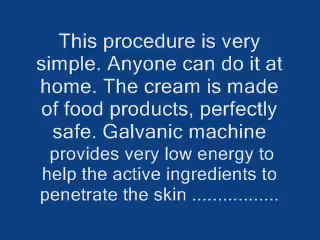 This procedure is very
simple. Anyone can do it at
home. The cream is made
of food products, perfectly
safe. Galvanic machine
provides very low energy to
help the active ingredients to
penetrate the skin .................